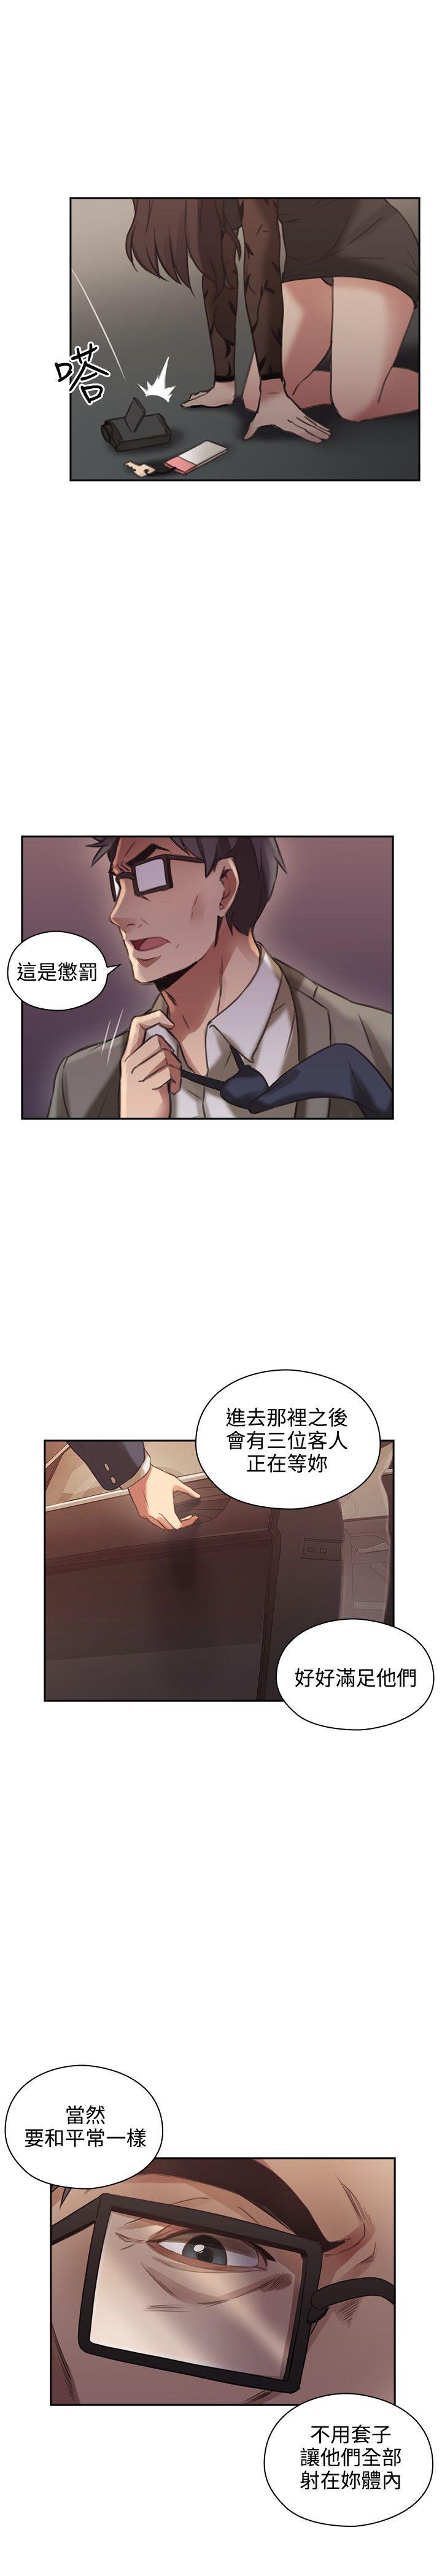 嗒
這是懲罰
進去那裡之後
會有三位客人
正在等妳
好好滿足他們
當然
要和平常一樣
不用套子
讓他們全部
射在妳體內